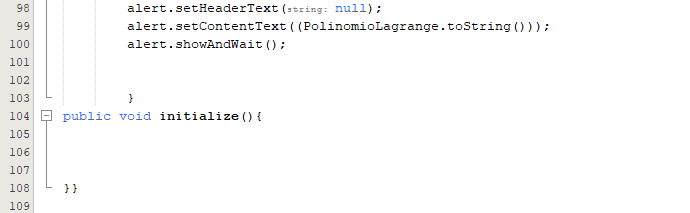 98 alert.setHeaderText(string: null);
99 alert.setContentText((PolinomioLagrange.toString()));
100 alert.showAndWait();
101
102
103 }
104 public void initialize(){
105
106
107
108 }}
109